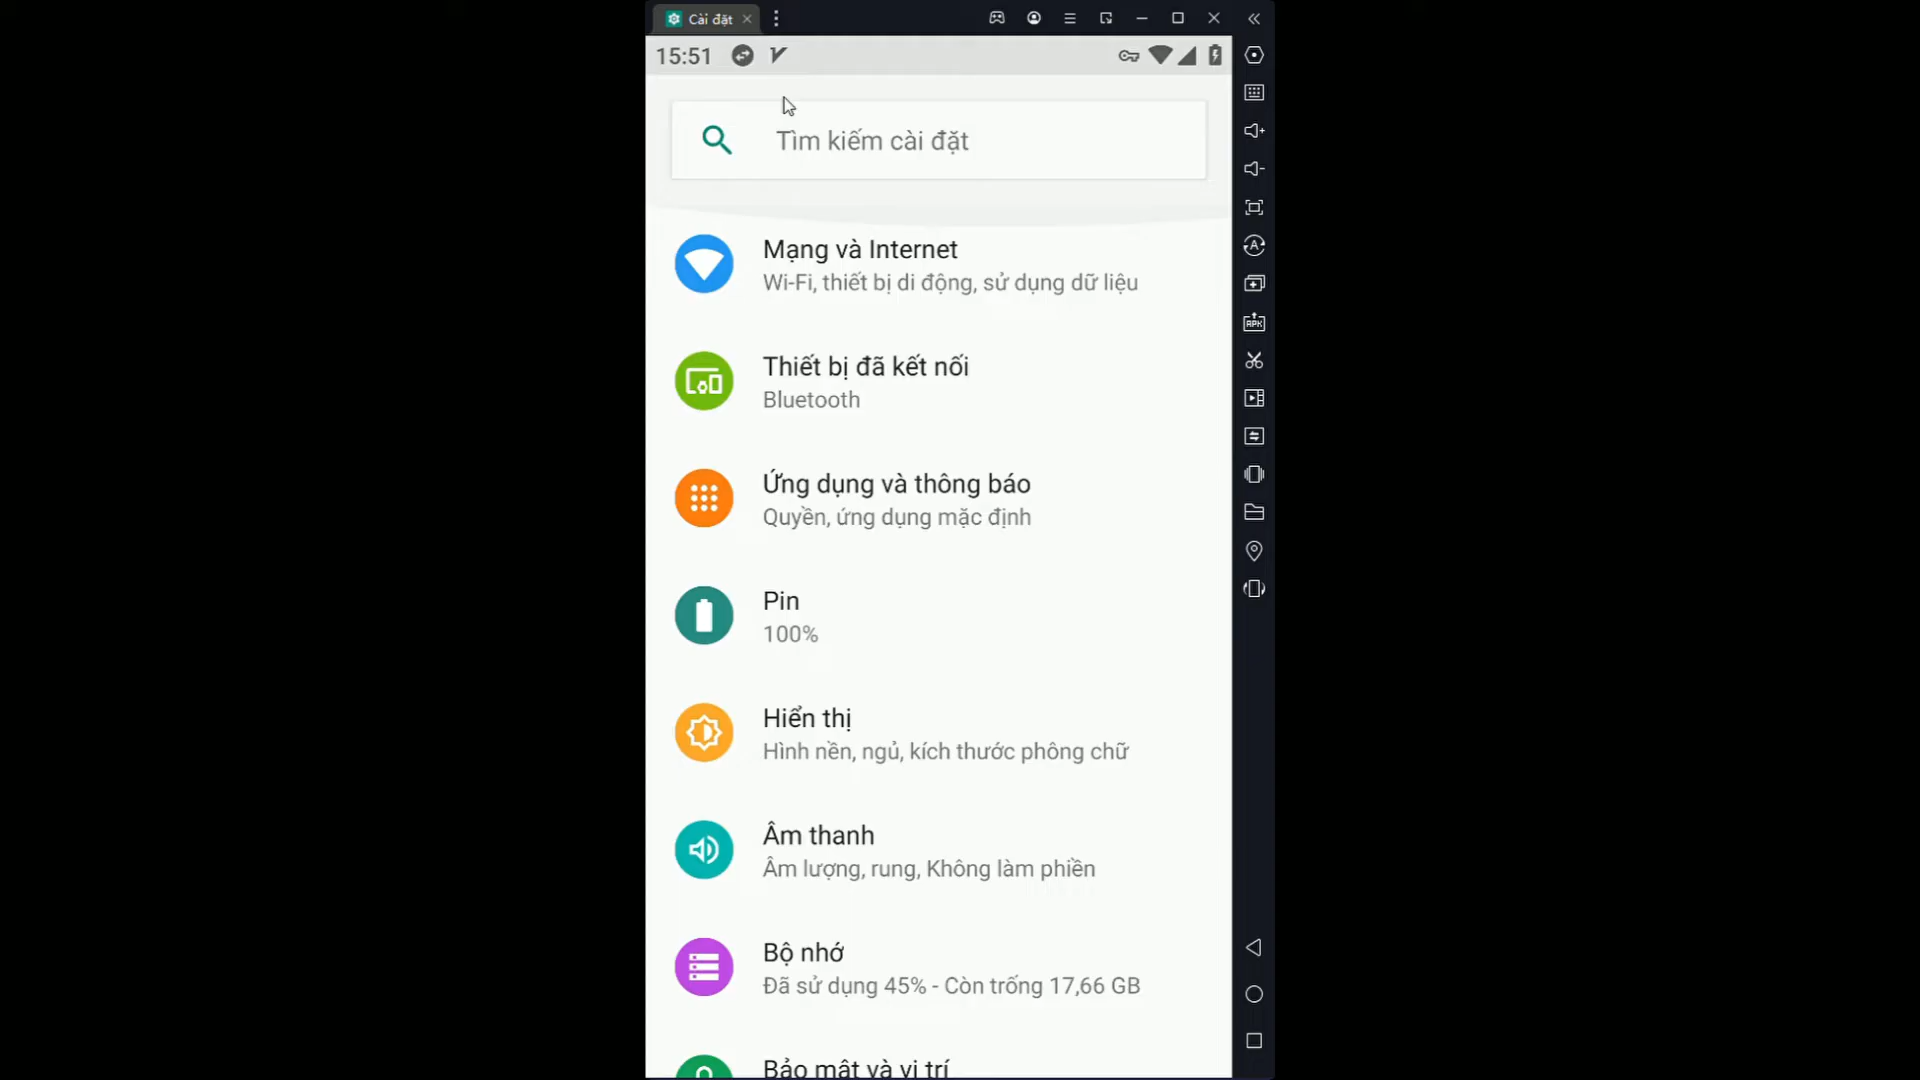 Cài đặt
15:51
Tìm kiếm cài đặt
Mạng và Internet
Wi-Fi, thiết bị di động, sử dụng dữ liệu
Thiết bị đã kết nối
Bluetooth
Ứng dụng và thông báo
Quyền, ứng dụng mặc định
Pin
100%
Hiển thị
Hình nền, ngủ, kích thước phông chữ
Âm thanh
Âm lượng, rung, Không làm phiền
Bộ nhớ
Đã sử dụng 45% - Còn trống 17,66 GB
Bảo mật và vị trí
APK